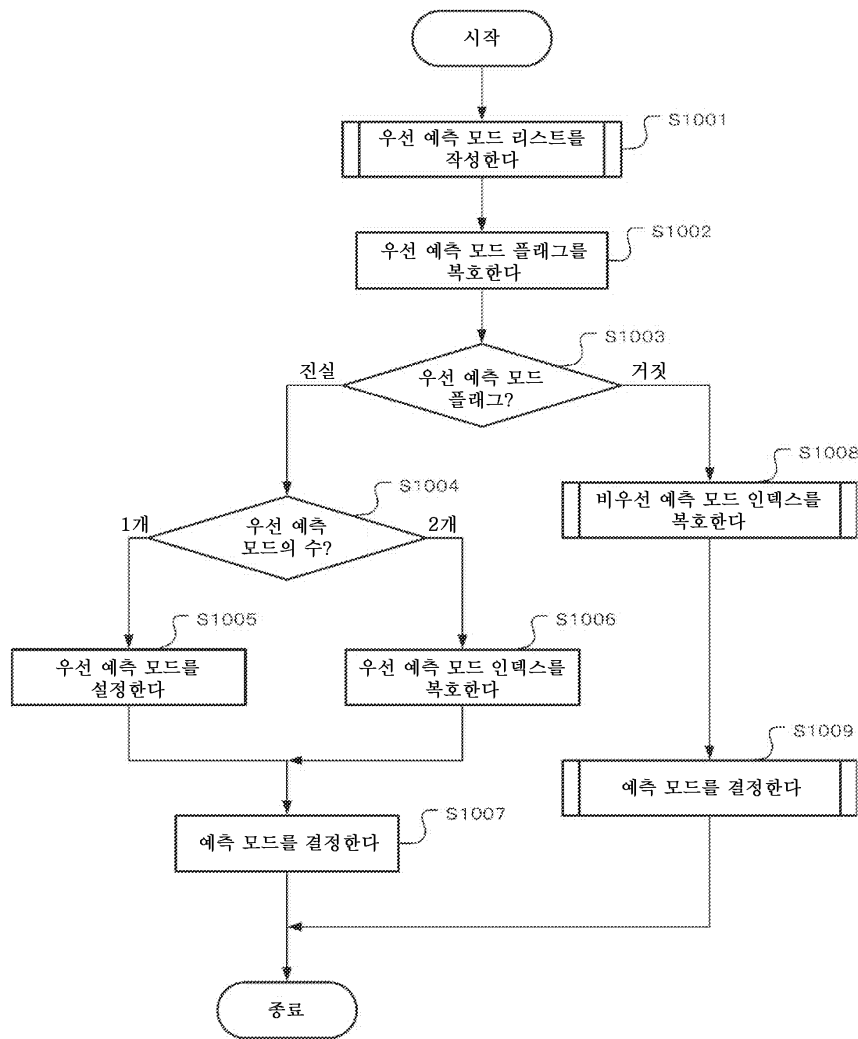 시작
S1001
우선 예측 모드 리스트를
작성한다
S1002
우선 예측 모드 플래그를
복호한다
S1003
진실
우선 예측 모드
플래그?
거짓
S1004
1개
우선 예측
모드의 수?
2개
S1008
비우선 예측 모드 인덱스를
복호한다
S1005
우선 예측 모드를
설정한다
S1006
우선 예측 모드 인덱스를
복호한다
S1007
예측 모드를 결정한다
S1009
예측 모드를 결정한다
종료